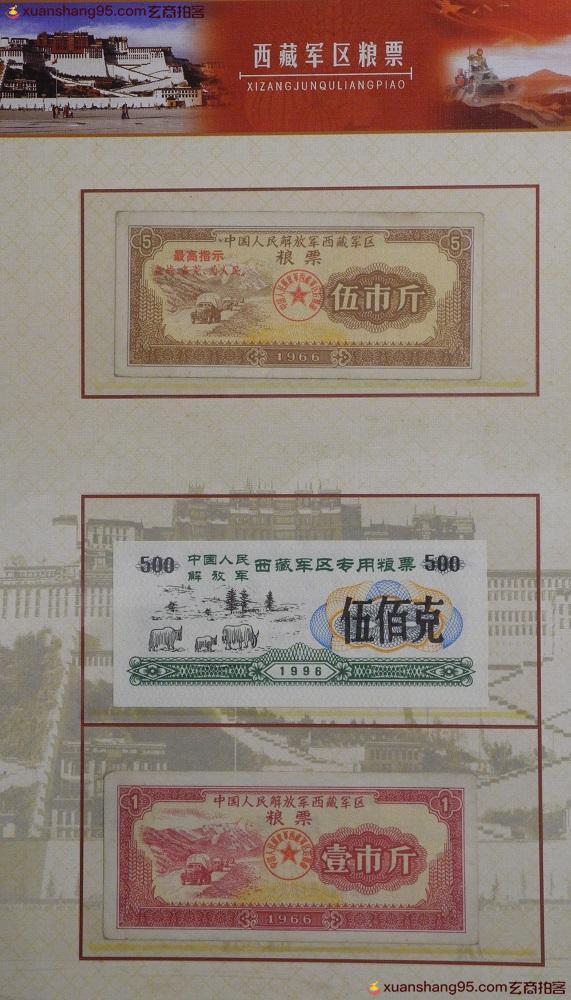 xuanshang95.com玄商拍客
西藏军区粮票
XIZANGJUNQULIANGPIAO
5 中国人民解放军西藏军区 5
粮票
最高指示
为人民
伍市斤
1966
500 中国人民解放军 西藏军区专用粮票 500
伍佰克
1996
1 中国人民解放军西藏军区 1
粮票
壹市斤
1966
xuanshang95.com玄商拍客